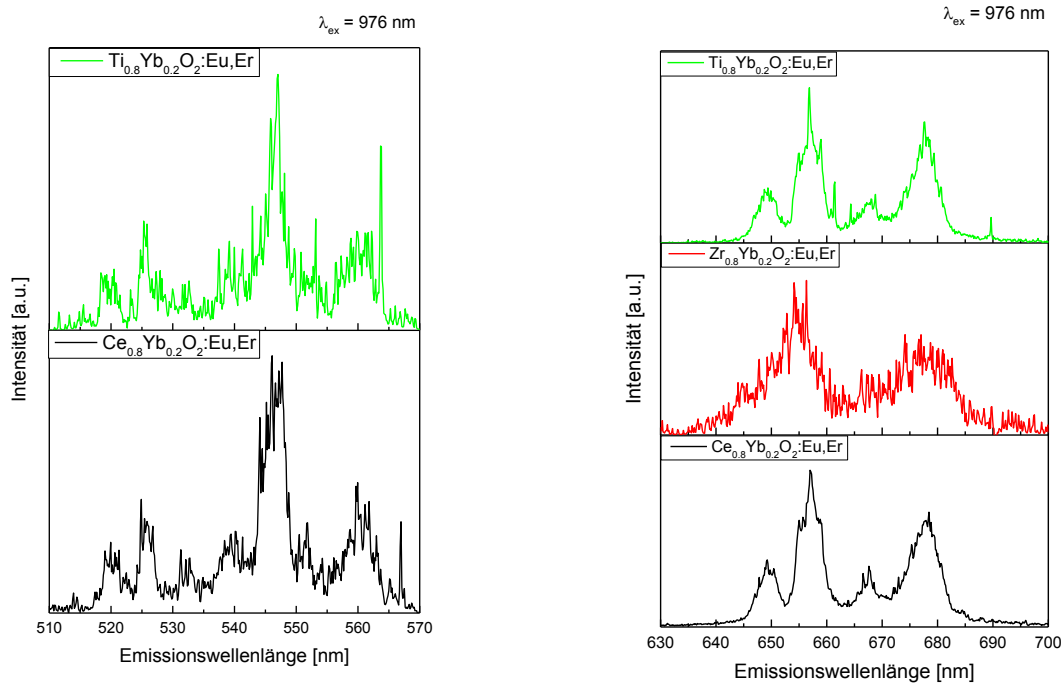 λex = 976 nm
Ti0.8Yb0.2O2:Eu,Er
Ce0.8Yb0.2O2:Eu,Er
Intensität [a.u.]
510 520 530 540 550 560 570
Emissionswellenlänge [nm]
λex = 976 nm
Ti0.8Yb0.2O2:Eu,Er
Zr0.8Yb0.2O2:Eu,Er
Ce0.8Yb0.2O2:Eu,Er
Intensität [a.u.]
630 640 650 660 670 680 690 700
Emissionswellenlänge [nm]